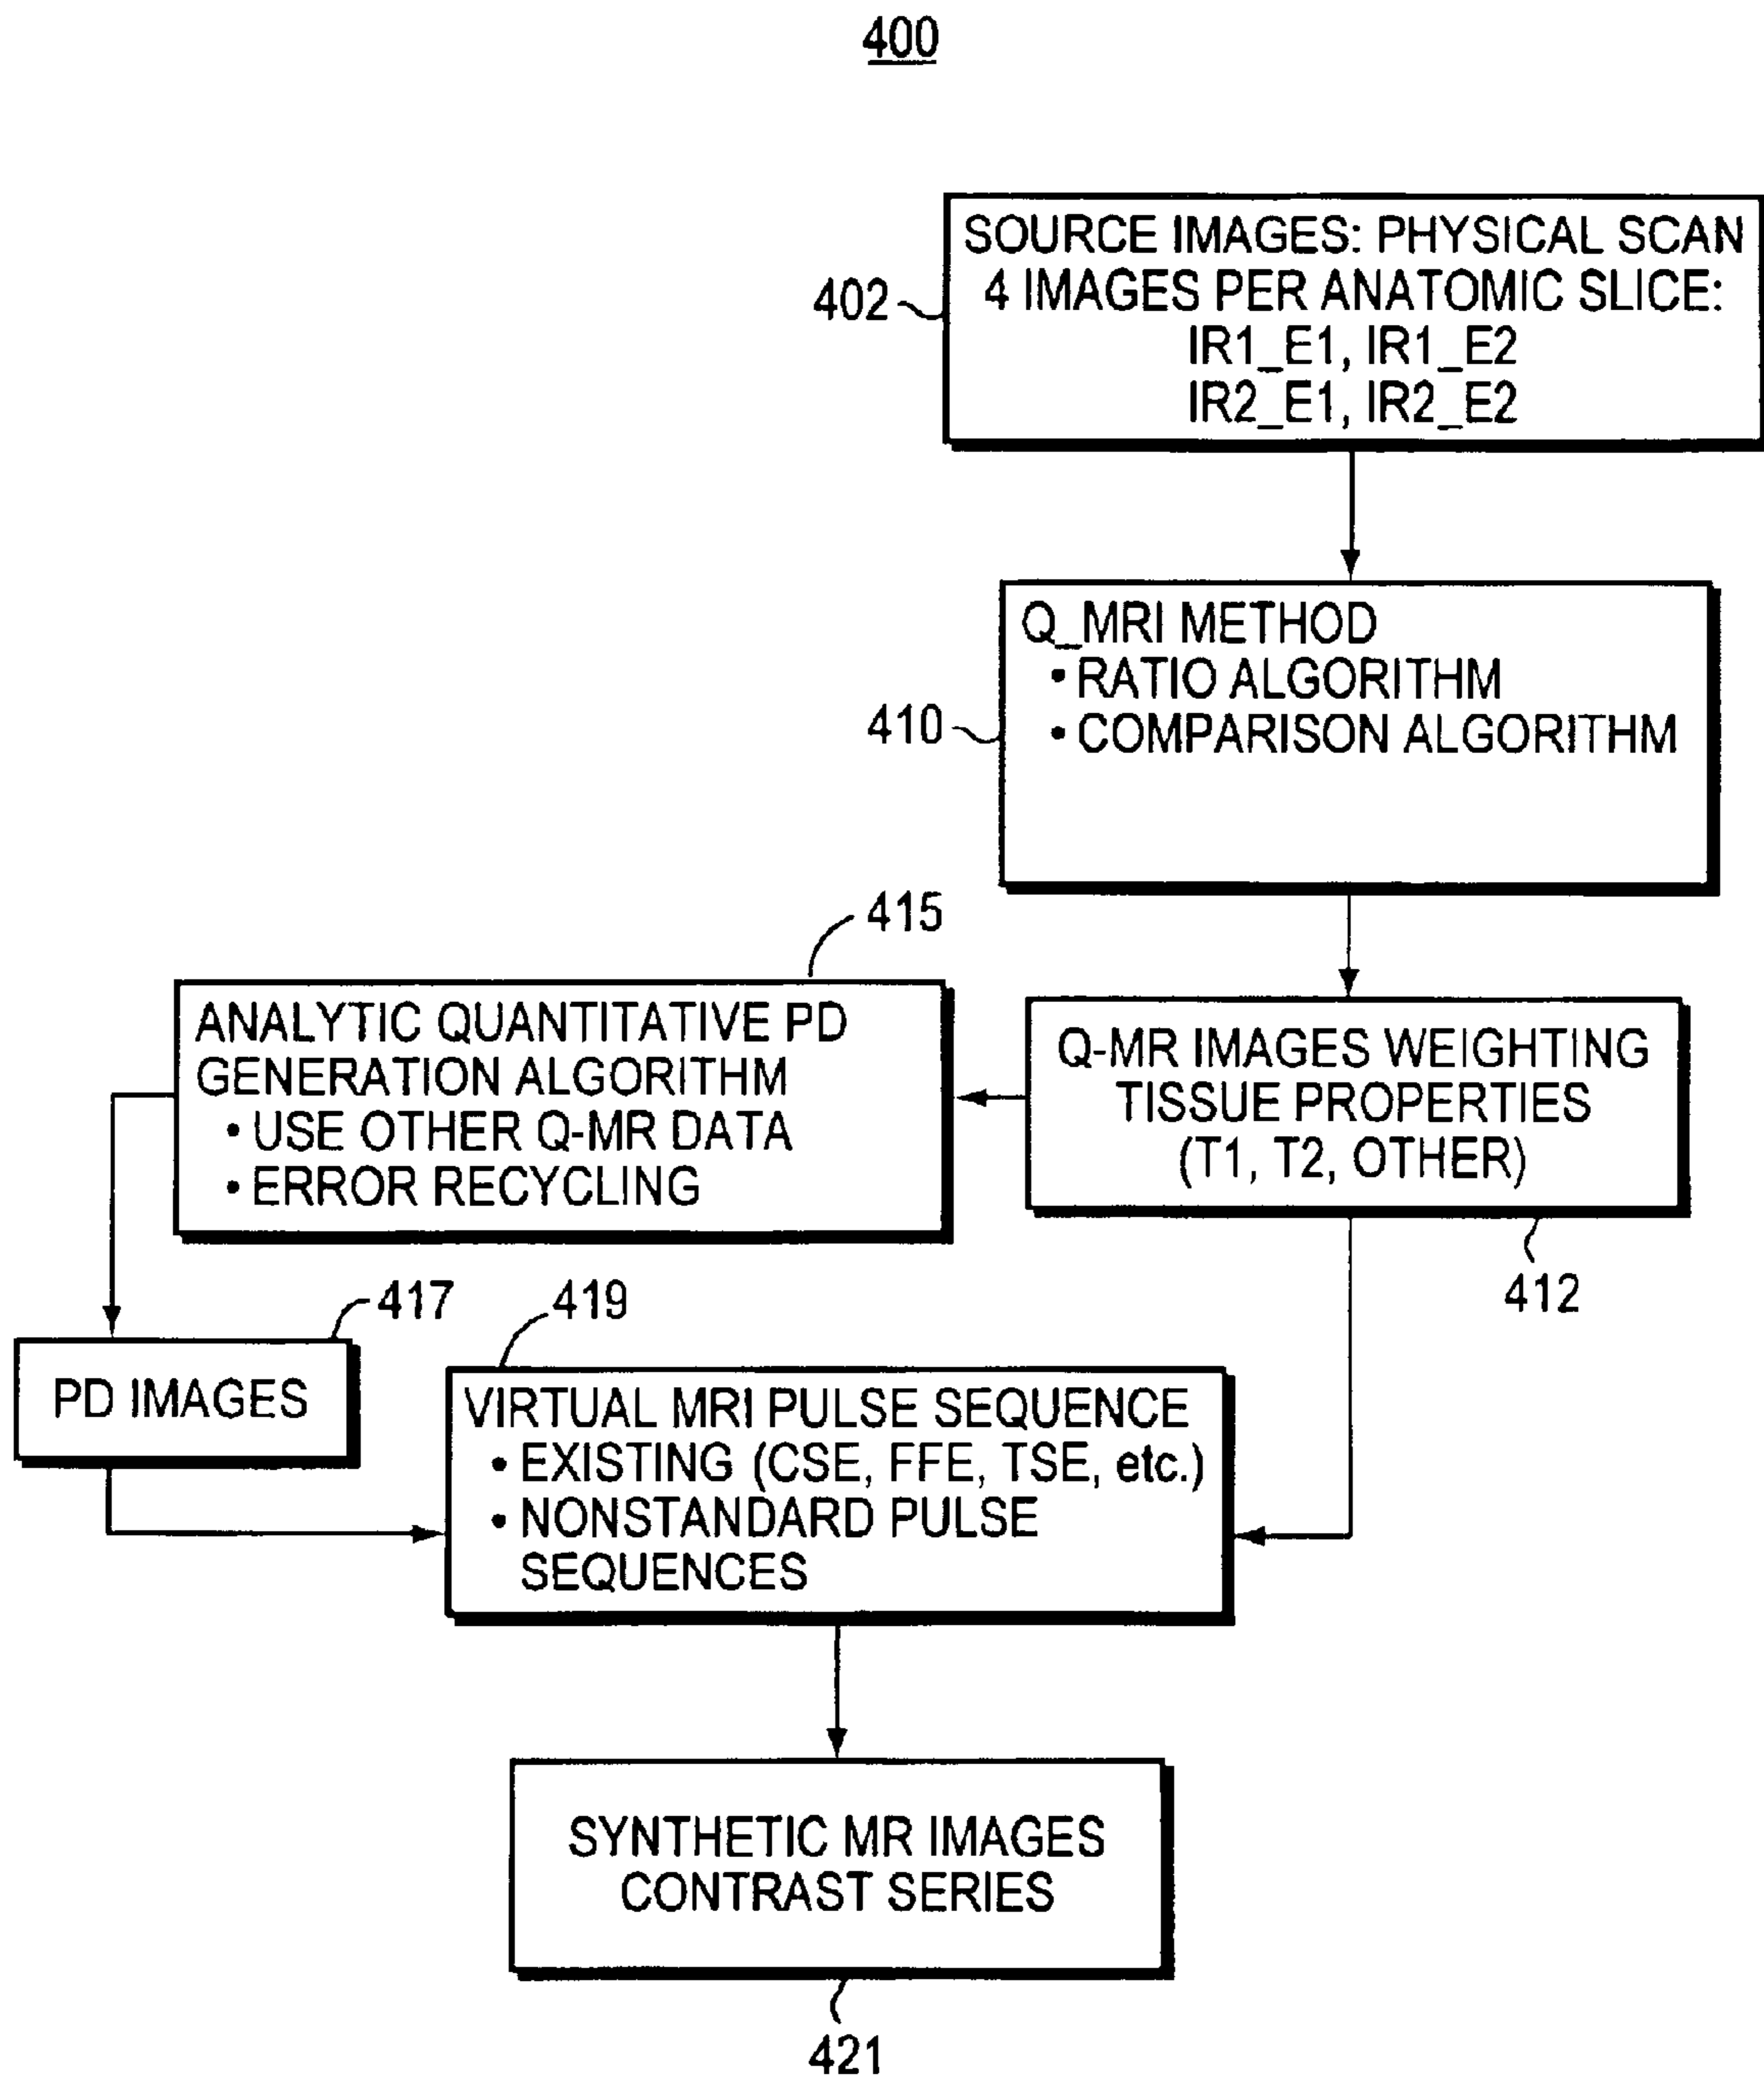 400
SOURCE IMAGES: PHYSICAL SCAN
4 IMAGES PER ANATOMIC SLICE:
IR1_E1, IR1_E2
IR2_E1, IR2_E2
402
Q_MRI METHOD
• RATIO ALGORITHM
• COMPARISON ALGORITHM
410
415
ANALYTIC QUANTITATIVE PD
GENERATION ALGORITHM
• USE OTHER Q-MR DATA
• ERROR RECYCLING
Q-MR IMAGES WEIGHTING
TISSUE PROPERTIES
(T1, T2, OTHER)
412
417
PD IMAGES
419
VIRTUAL MRI PULSE SEQUENCE
• EXISTING (CSE, FFE, TSE, etc.)
• NONSTANDARD PULSE
SEQUENCES
SYNTHETIC MR IMAGES
CONTRAST SERIES
421